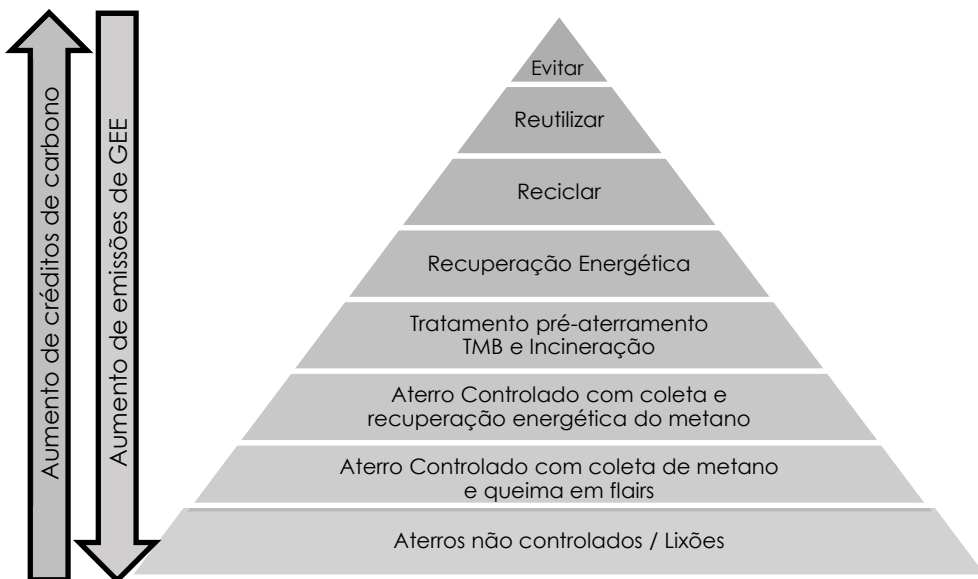 Aumento de créditos de carbono
Aumento de emissões de GEE
Evitar
Reutilizar
Reciclar
Recuperação Energética
Tratamento pré-aterramento
TMB e Incineração
Aterro Controlado com coleta e
recuperação energética do metano
Aterro Controlado com coleta de metano
e queima em flairs
Aterros não controlados / Lixões